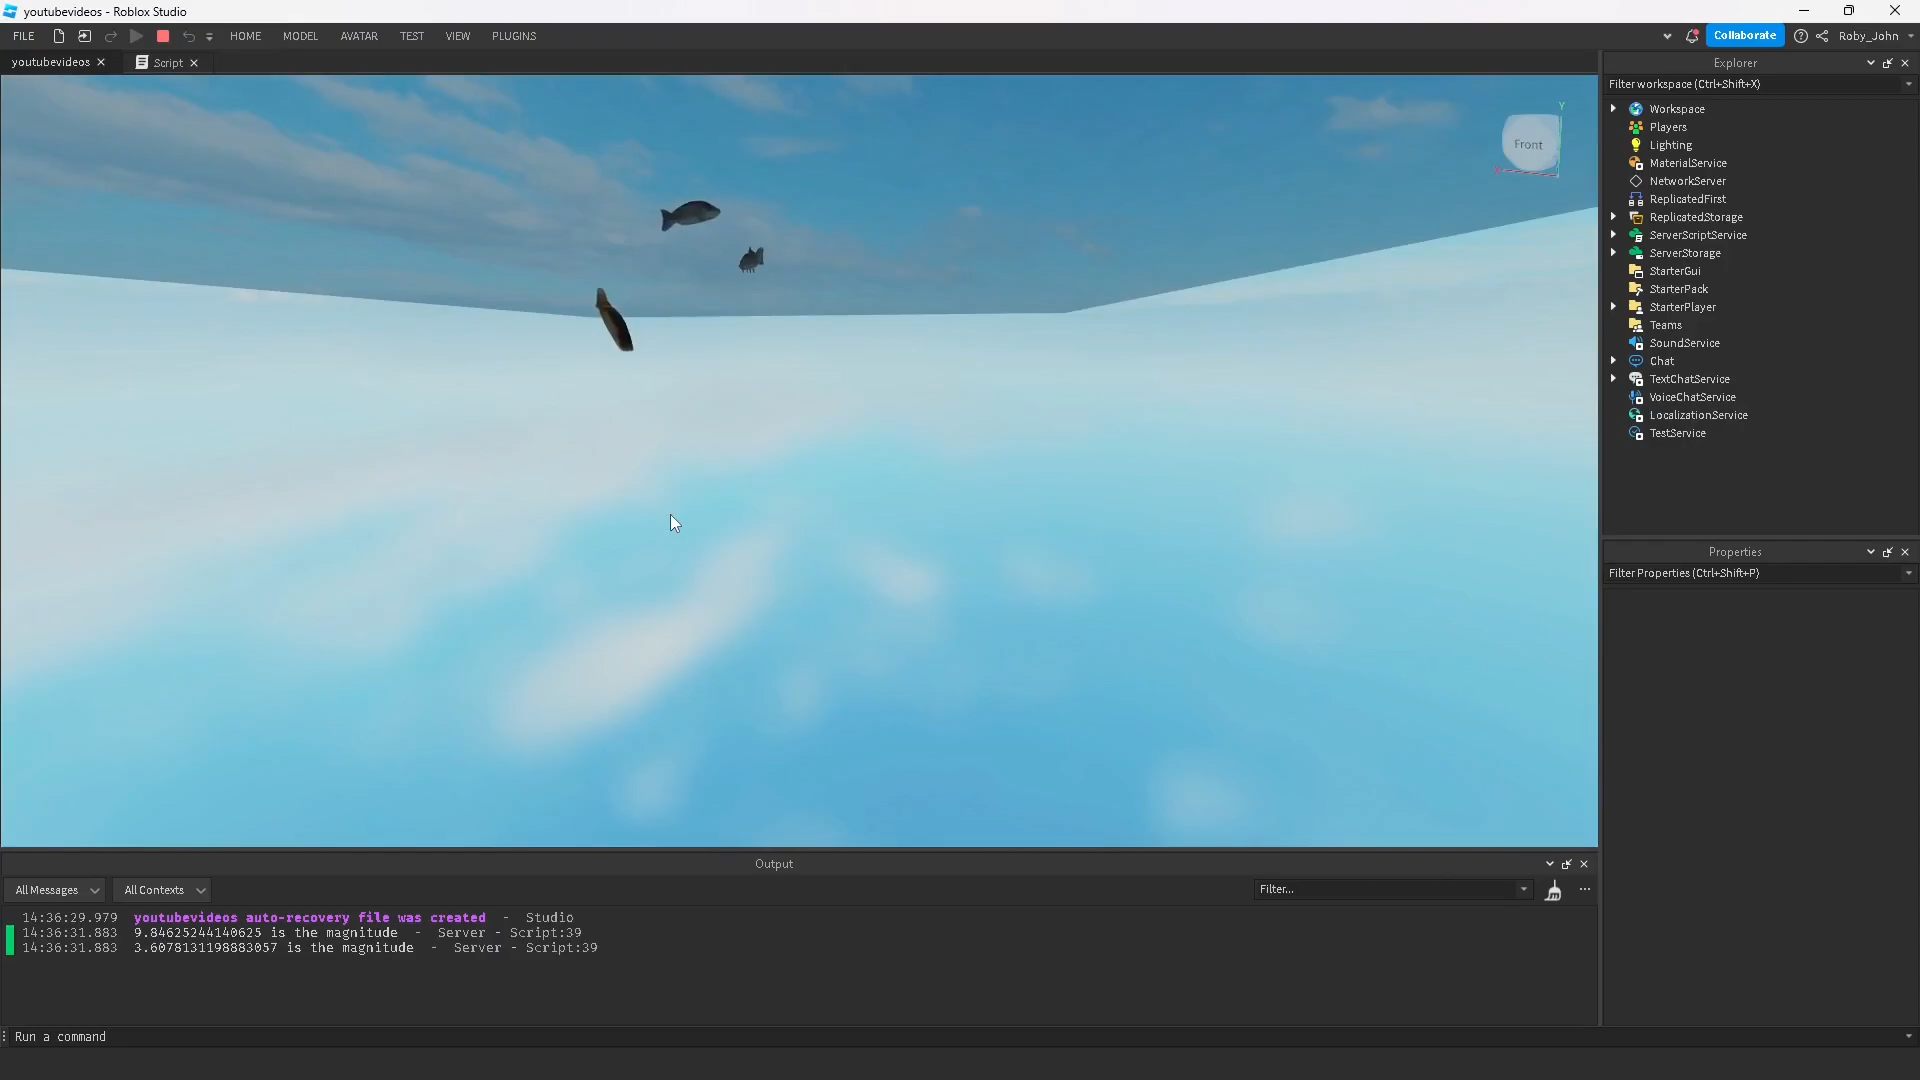 youtubevideos - Roblox Studio
FILE HOME MODEL AVATAR TEST VIEW PLUGINS Collaborate Roby_John
youtubevideos Script
Front
Y
X
Explorer
Filter workspace (Ctrl+Shift+X)
Workspace
Players
Lighting
MaterialService
NetworkServer
ReplicatedFirst
ReplicatedStorage
ServerScriptService
ServerStorage
StarterGui
StarterPack
StarterPlayer
Teams
SoundService
Chat
TextChatService
VoiceChatService
LocalizationService
TestService
Properties
Filter Properties (Ctrl+Shift+P)
Output
All Messages All Contexts Filter...
14:36:29.979 youtubevideos auto-recovery file was created - Studio
14:36:31.883 9.84625244140625 is the magnitude - Server - Script:39
14:36:31.883 3.6078131198883057 is the magnitude - Server - Script:39
Run a command